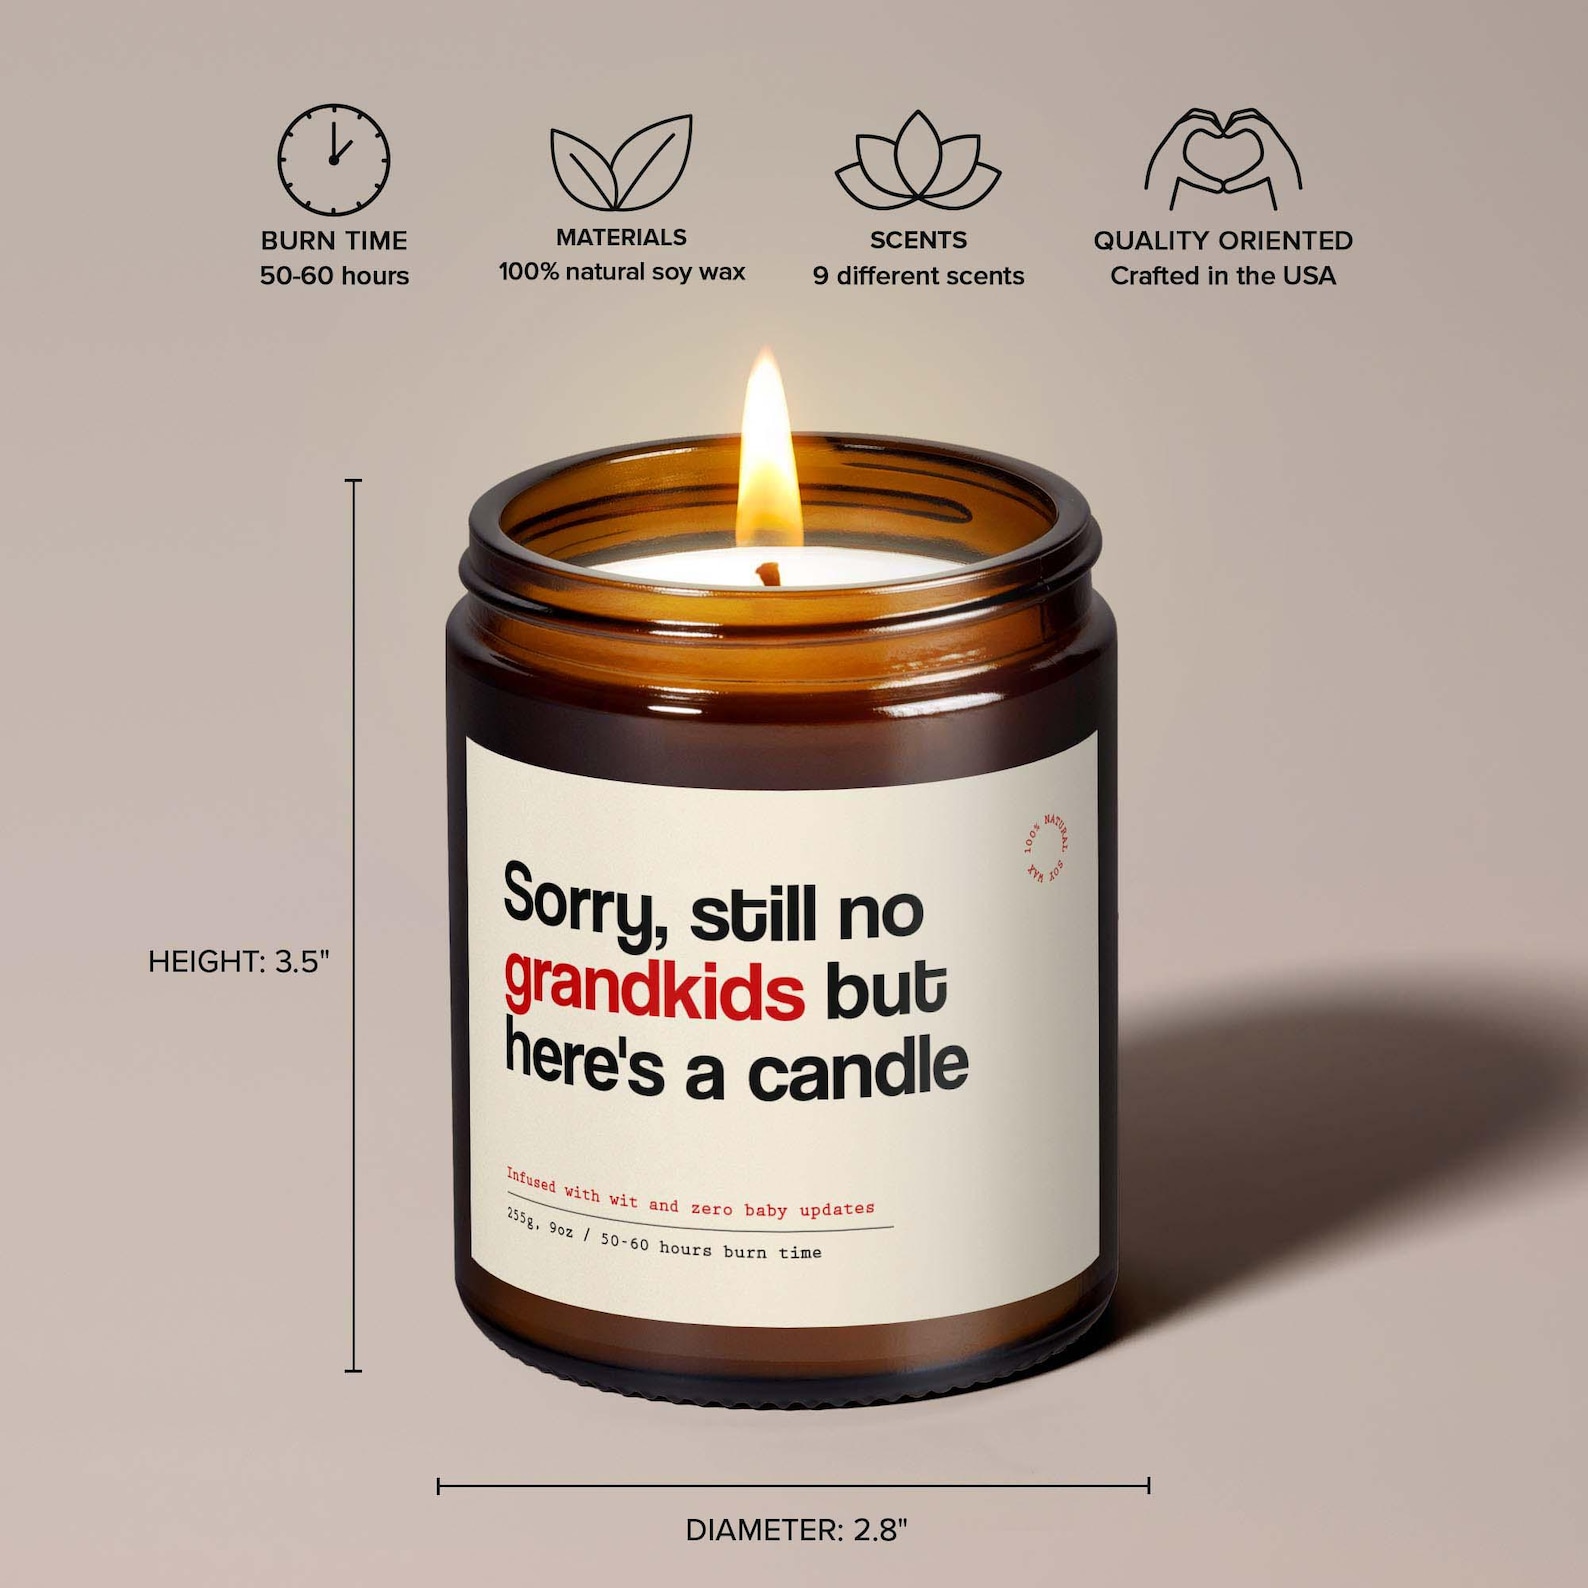 BURN TIME
50-60 hours
MATERIALS
100% natural soy wax
SCENTS
9 different scents
QUALITY ORIENTED
Crafted in the USA
HEIGHT: 3.5"
100% NATURAL SOY WAX
Sorry, still no
grandkids but
here's a candle
Infused with wit and zero baby updates
255g, 9oz / 50-60 hours burn time
DIAMETER: 2.8"